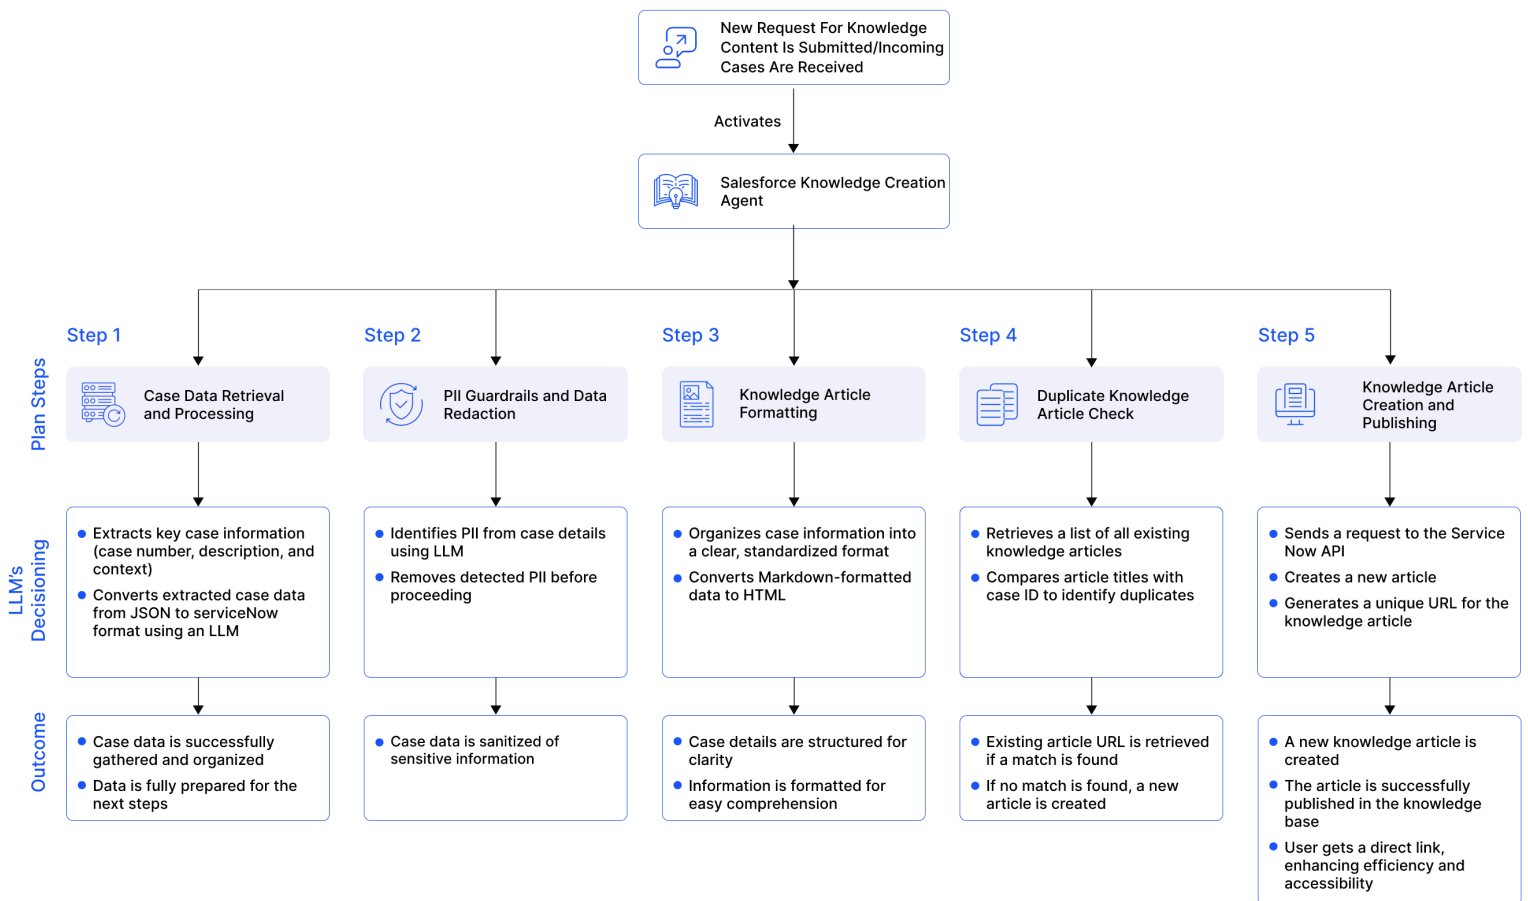 New Request For Knowledge
Content Is Submitted/Incoming
Cases Are Received
Activates
Salesforce Knowledge Creation
Agent
Plan Steps
Step 1
Case Data Retrieval
and Processing
Step 2
PII Guardrails and Data
Redaction
Step 3
Knowledge Article
Formatting
Step 4
Duplicate Knowledge
Article Check
Step 5
Knowledge Article
Creation and
Publishing
LLM's
Decisioning
Extracts key case information
(case number, description, and
context)
Converts extracted case data
from JSON to serviceNow
format using an LLM
Identifies PII from case details
using LLM
Removes detected PII before
proceeding
Organizes case information into
a clear, standardized format
Converts Markdown-formatted
data to HTML
Retrieves a list of all existing
knowledge articles
Compares article titles with
case ID to identify duplicates
Sends a request to the Service
Now API
Creates a new article
Generates a unique URL for the
knowledge article
Outcome
Case data is successfully
gathered and organized
Data is fully prepared for the
next steps
Case data is sanitized of
sensitive information
Case details are structured for
clarity
Information is formatted for
easy comprehension
Existing article URL is retrieved
if a match is found
If no match is found, a new
article is created
A new knowledge article is
created
The article is successfully
published in the knowledge
base
User gets a direct link,
enhancing efficiency and
accessibility